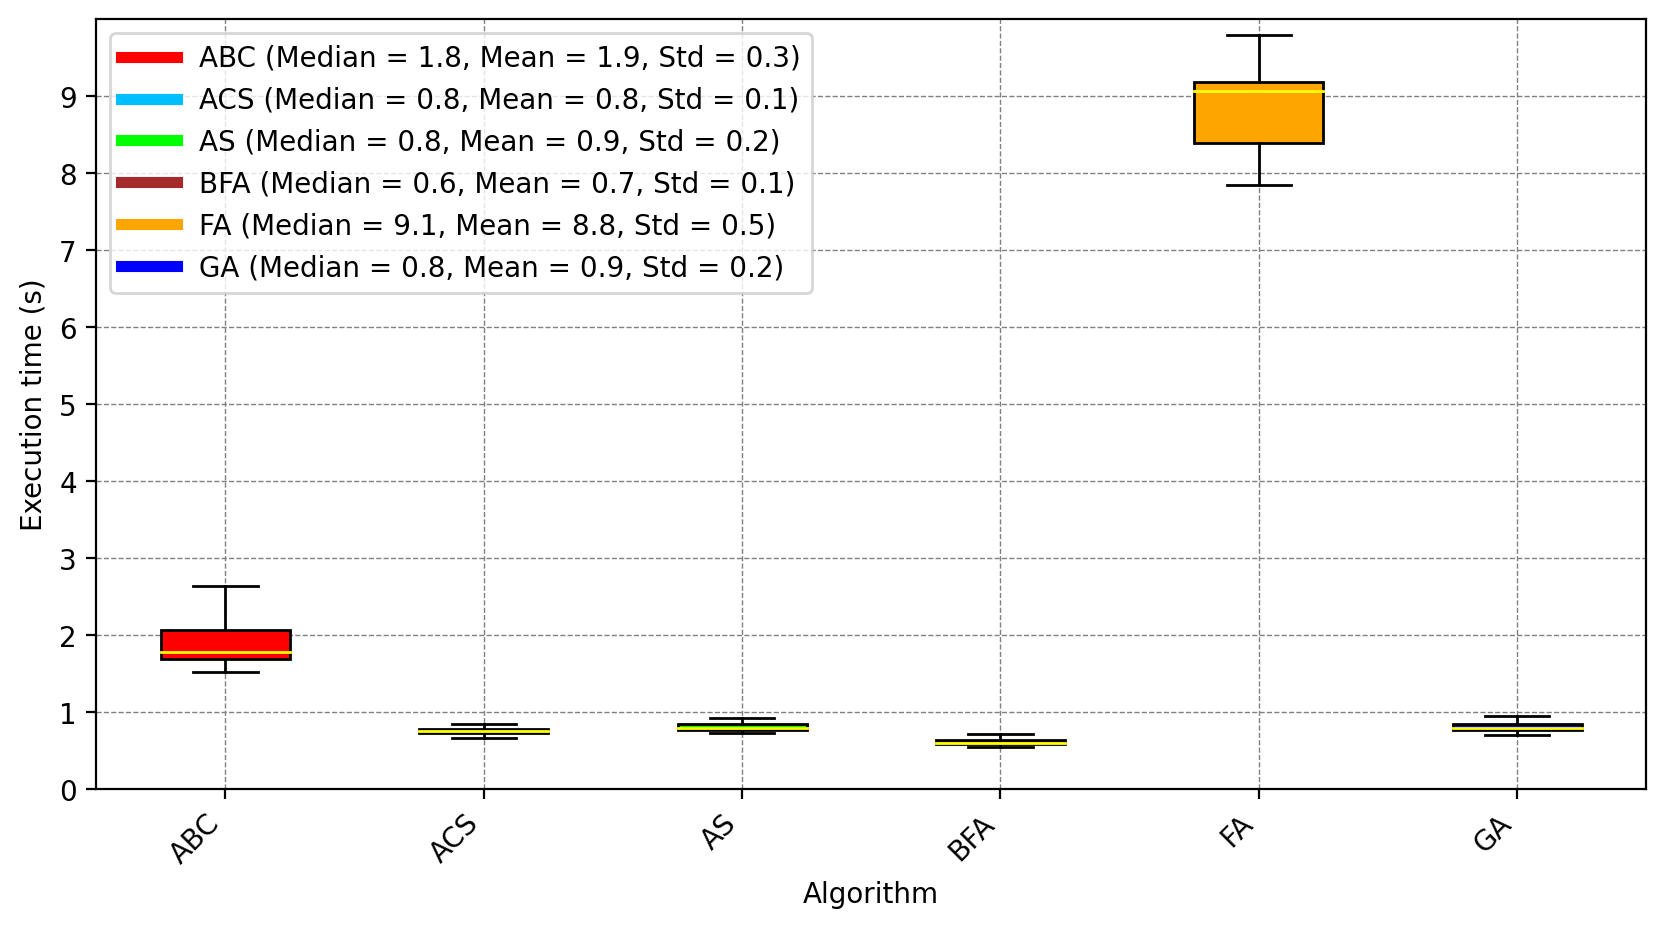 ABC (Median = 1.8, Mean = 1.9, Std = 0.3)
ACS (Median = 0.8, Mean = 0.8, Std = 0.1)
AS (Median = 0.8, Mean = 0.9, Std = 0.2)
BFA (Median = 0.6, Mean = 0.7, Std = 0.1)
FA (Median = 9.1, Mean = 8.8, Std = 0.5)
GA (Median = 0.8, Mean = 0.9, Std = 0.2)
Execution time (s)
9
8
7
6
5
4
3
2
1
0
ABC
ACS
AS
BFA
FA
GA
Algorithm